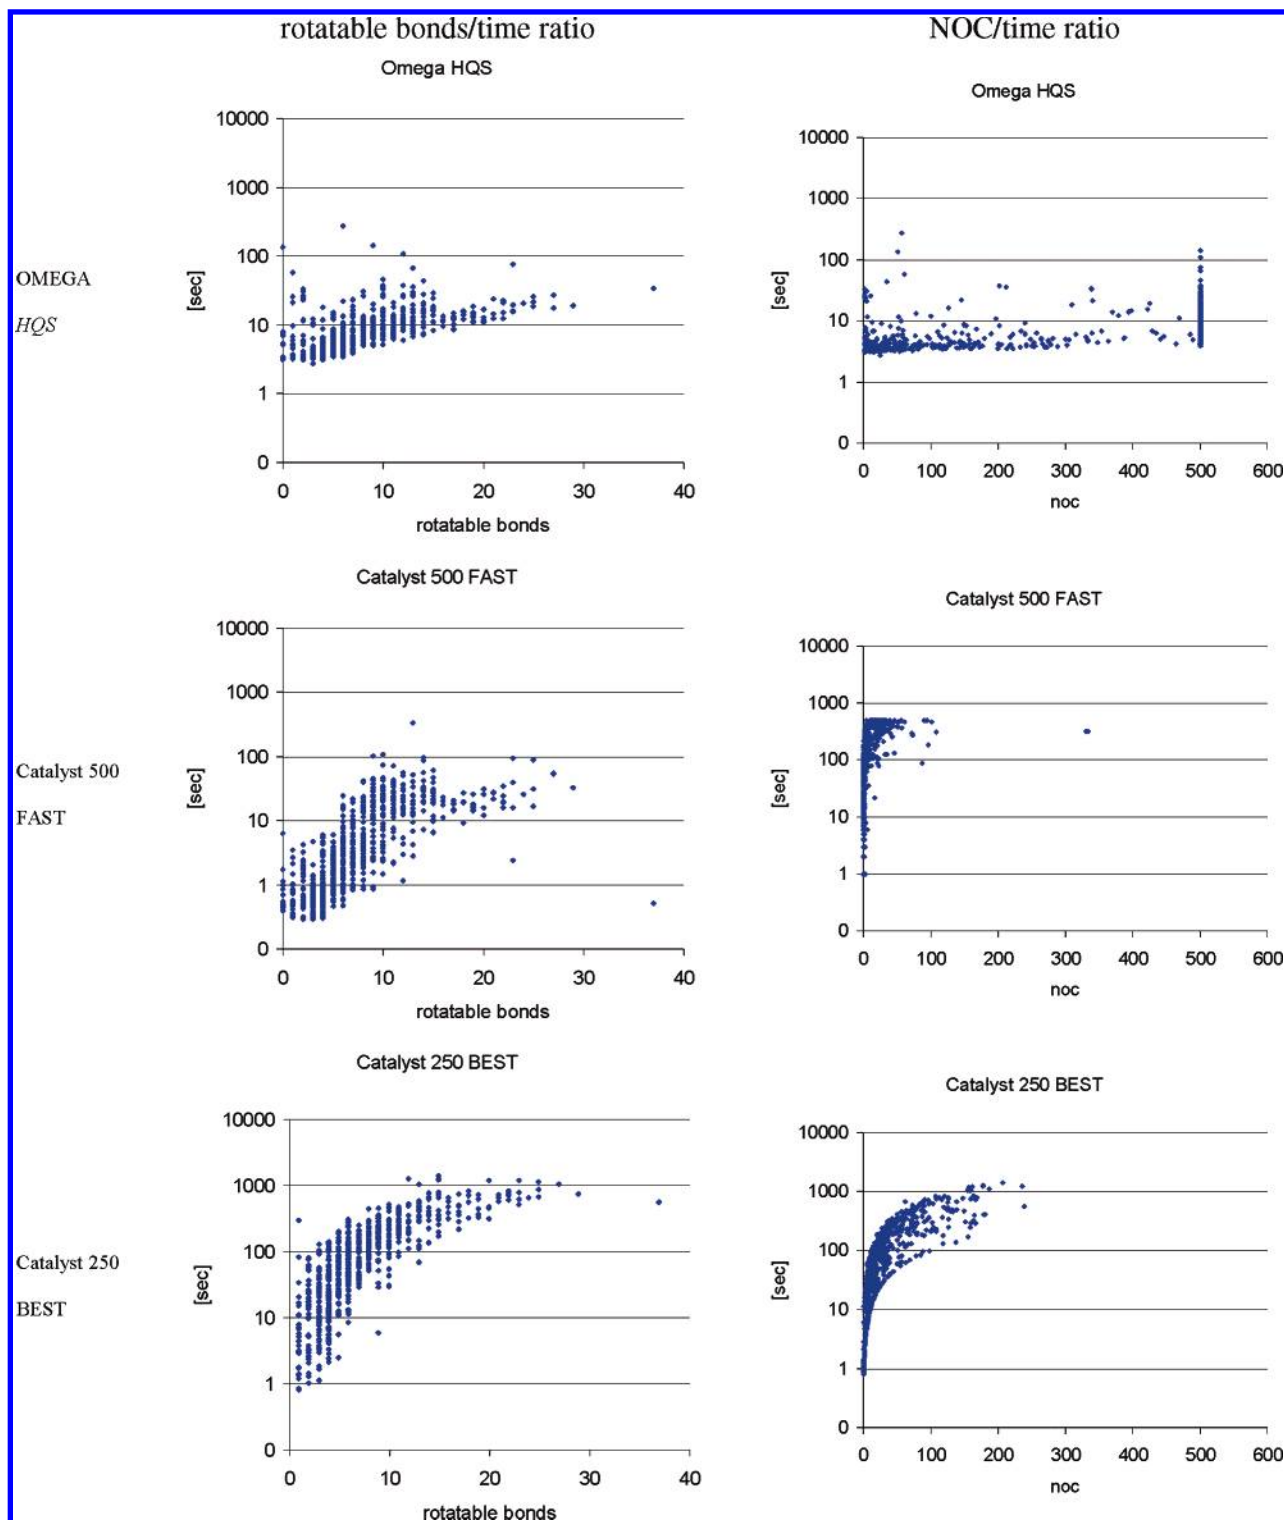 rotatable bonds/time ratio
NOC/time ratio
OMEGA
HQS
Omega HQS
[sec]
10000
1000
100
10
1
0
0 10 20 30 40
rotatable bonds
Omega HQS
[sec]
10000
1000
100
10
1
0
0 100 200 300 400 500 600
noc
Catalyst 500
FAST
Catalyst 500 FAST
[sec]
10000
1000
100
10
1
0
0 10 20 30 40
rotatable bonds
Catalyst 500 FAST
[sec]
10000
1000
100
10
1
0
0 100 200 300 400 500 600
noc
Catalyst 250
BEST
Catalyst 250 BEST
[sec]
10000
1000
100
10
1
0
0 10 20 30 40
rotatable bonds
Catalyst 250 BEST
[sec]
10000
1000
100
10
1
0
0 100 200 300 400 500 600
noc